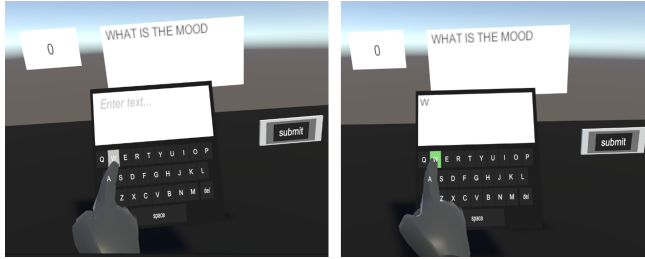 0
WHAT IS THE MOOD
Enter text...
submit
Q W E R T Y U I O P
A S D F G H J K L
Z X C V B N M del
space
0
WHAT IS THE MOOD
W
submit
Q W E R T Y U I O P
A S D F G H J K L
Z X C V B N M del
space